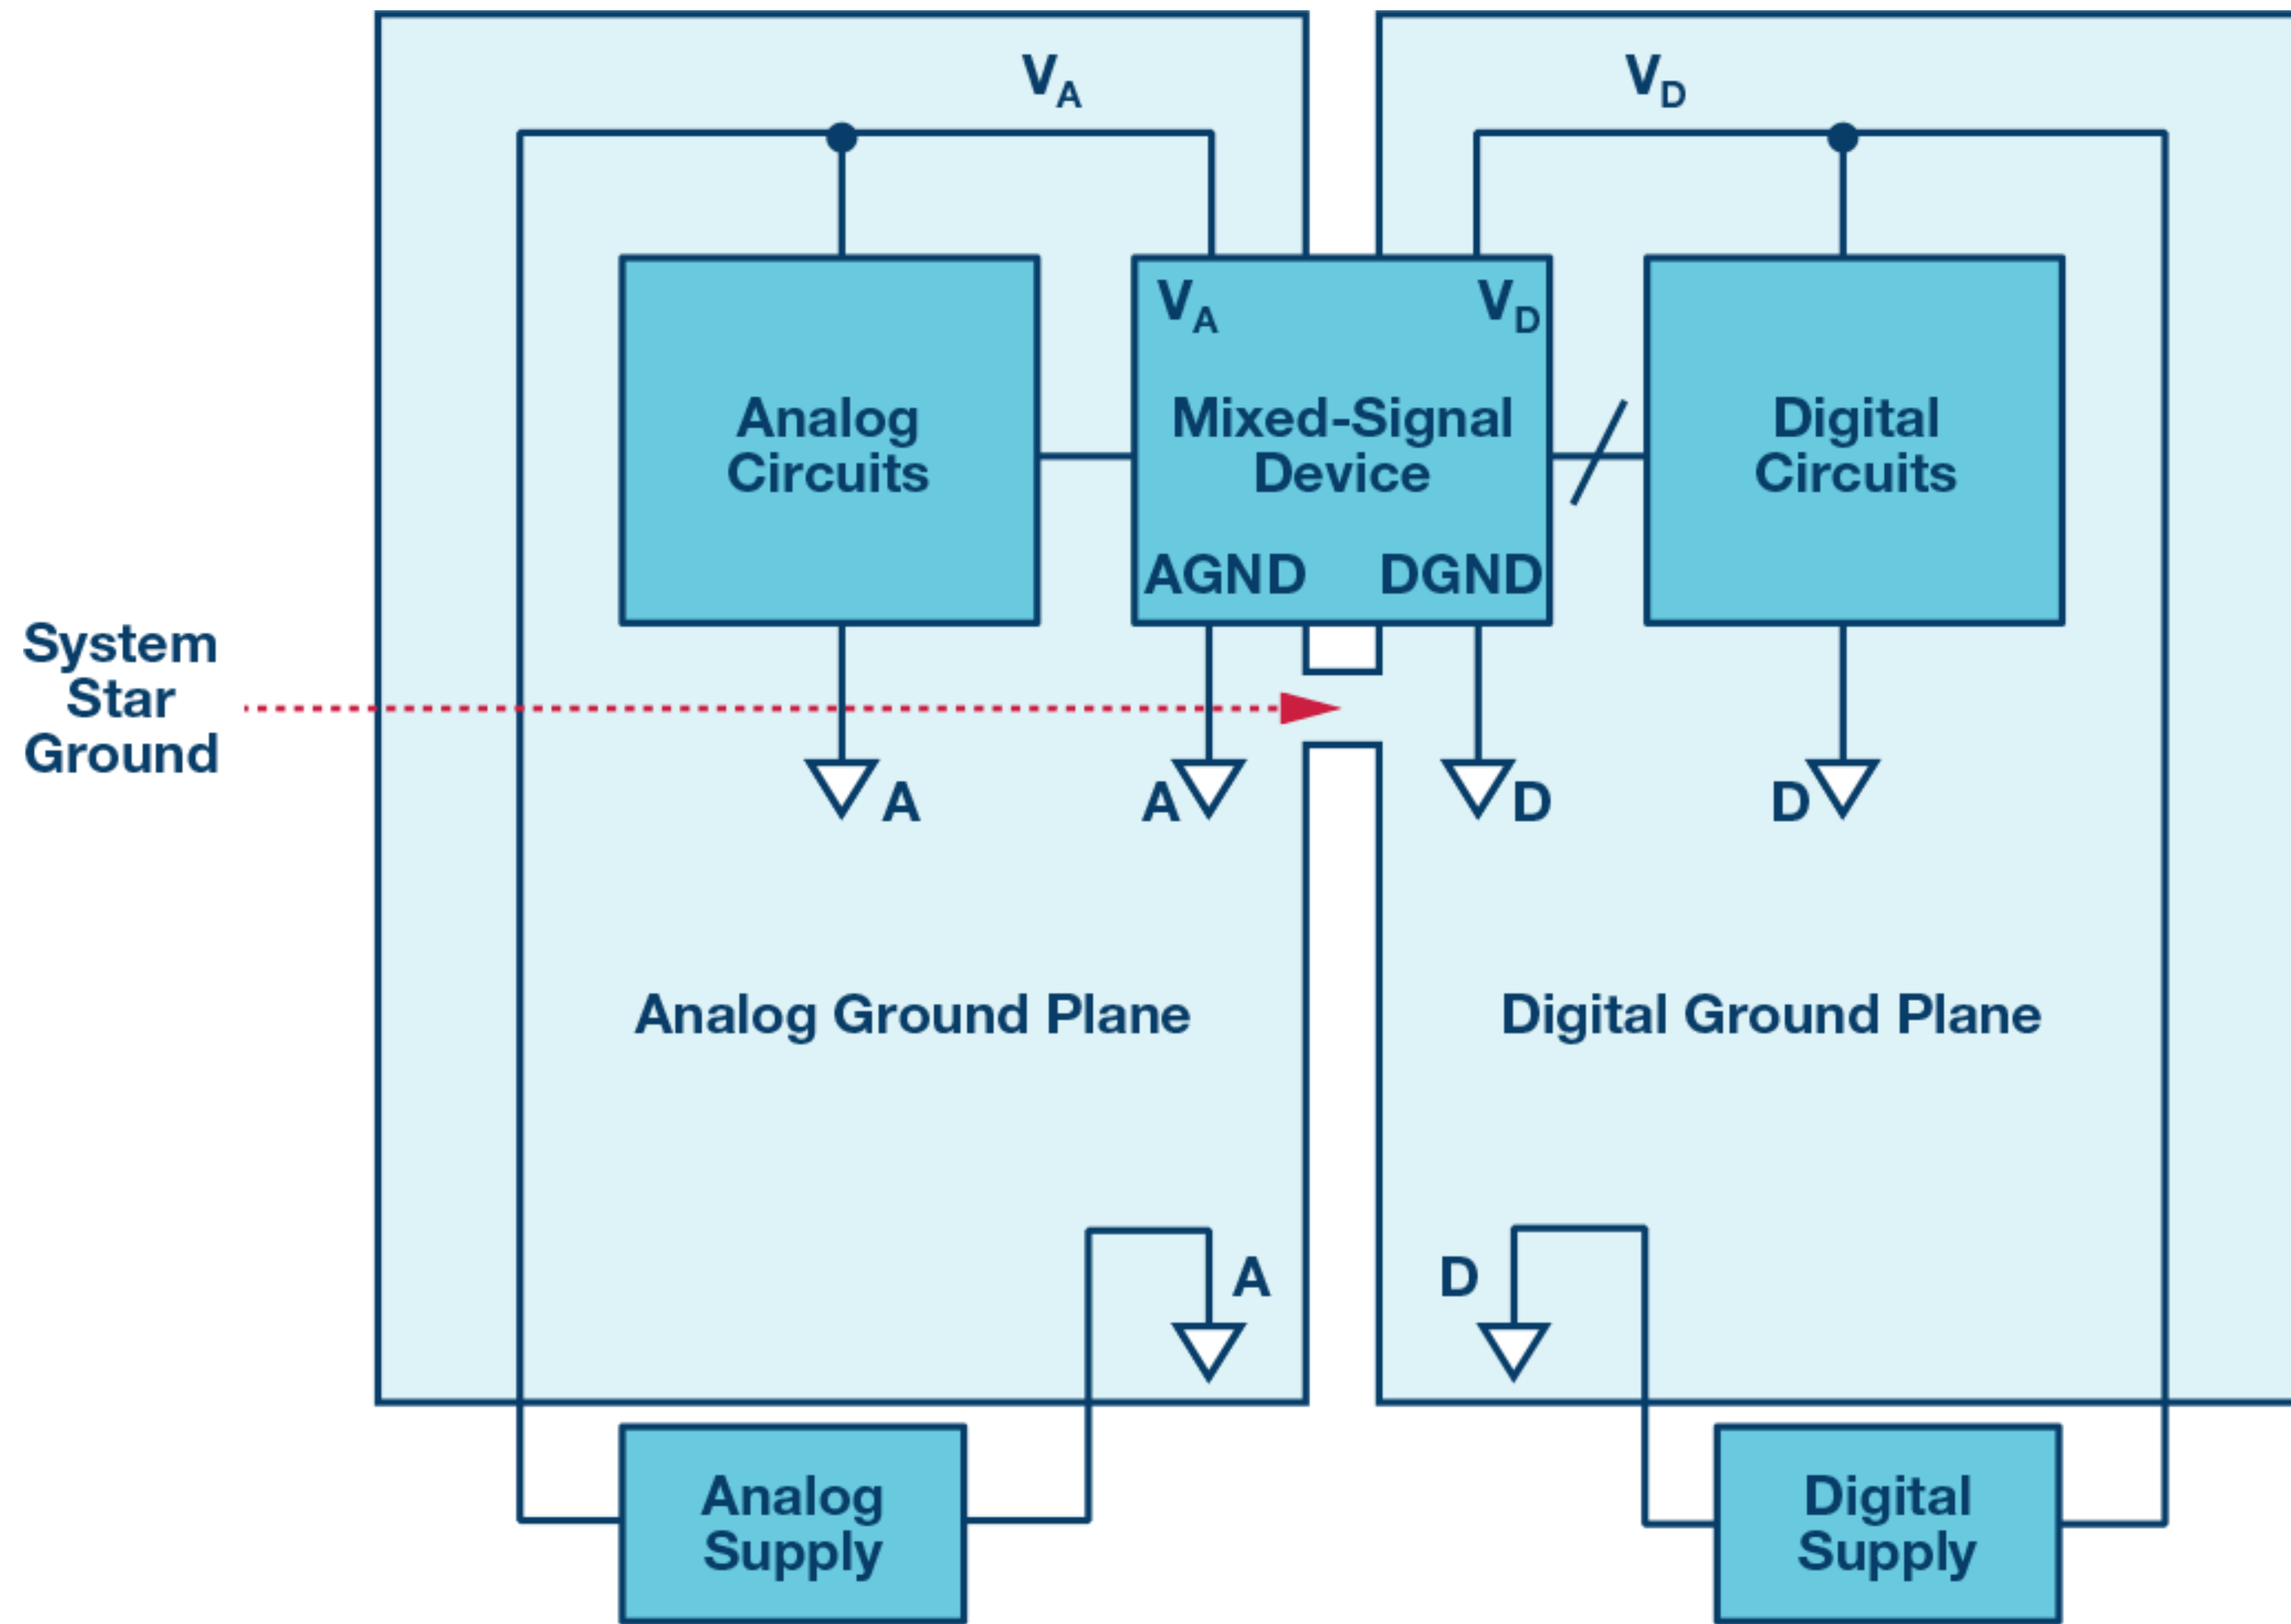 VA
VD
VA
VD
Analog
Circuits
Mixed-Signal
Device
Digital
Circuits
AGND
DGND
System
Star
Ground
A
A
D
D
Analog Ground Plane
Digital Ground Plane
A
D
Analog
Supply
Digital
Supply